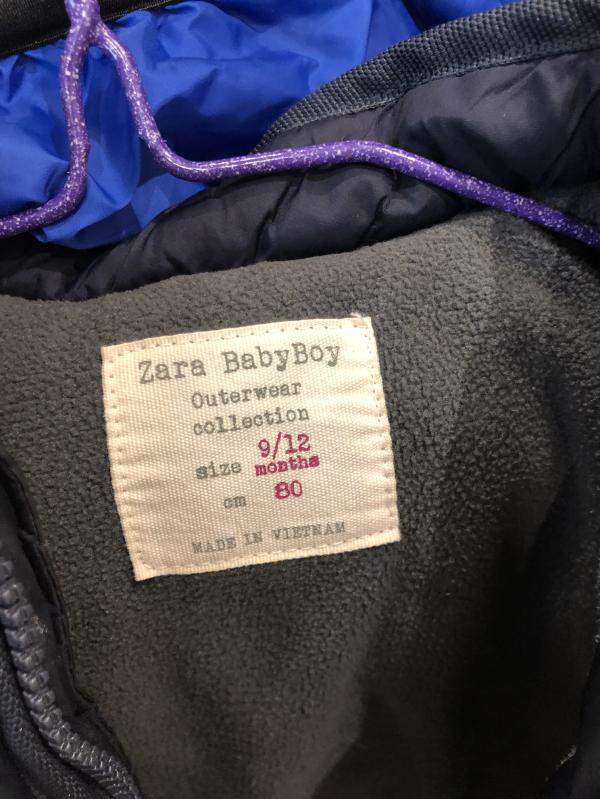 Zara BabyBoy
Outerwear
collection
size 9/12 months
cm 80
MADE IN VIETNAM